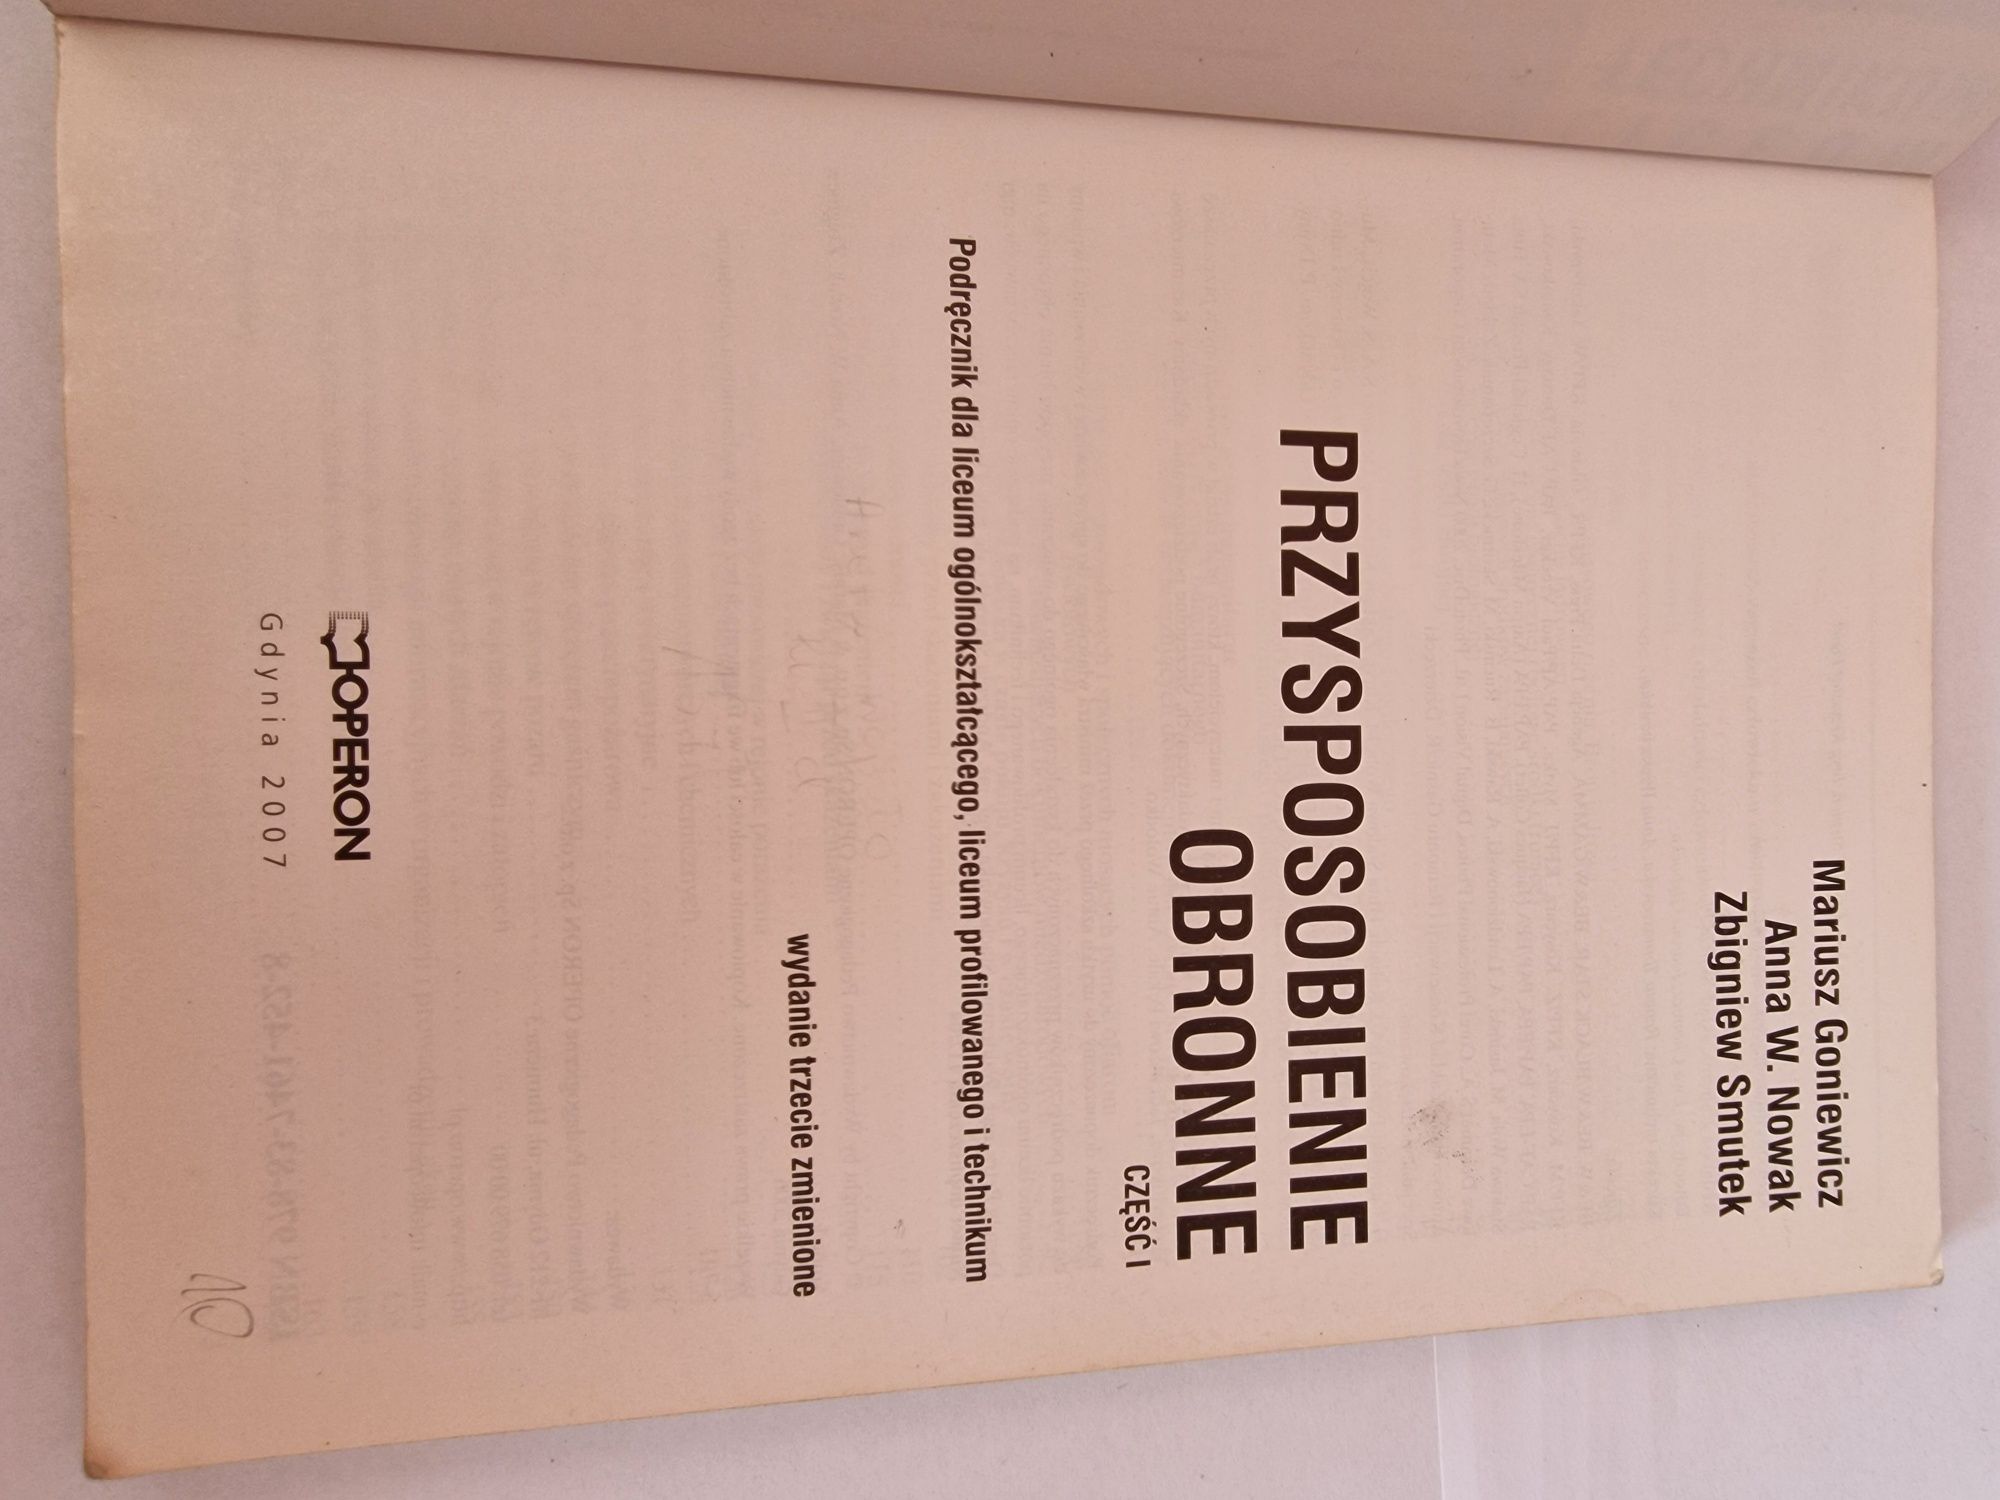 Mariusz Goniewicz
Anna W. Nowak
Zbigniew Smutek
PRZYSPOSOBIENIE
OBRONNE
CZĘŚĆ I
Podręcznik dla liceum ogólnokształcącego, liceum profilowanego i technikum
wydanie trzecie zmienione
OPERON
Gdynia 2007
10